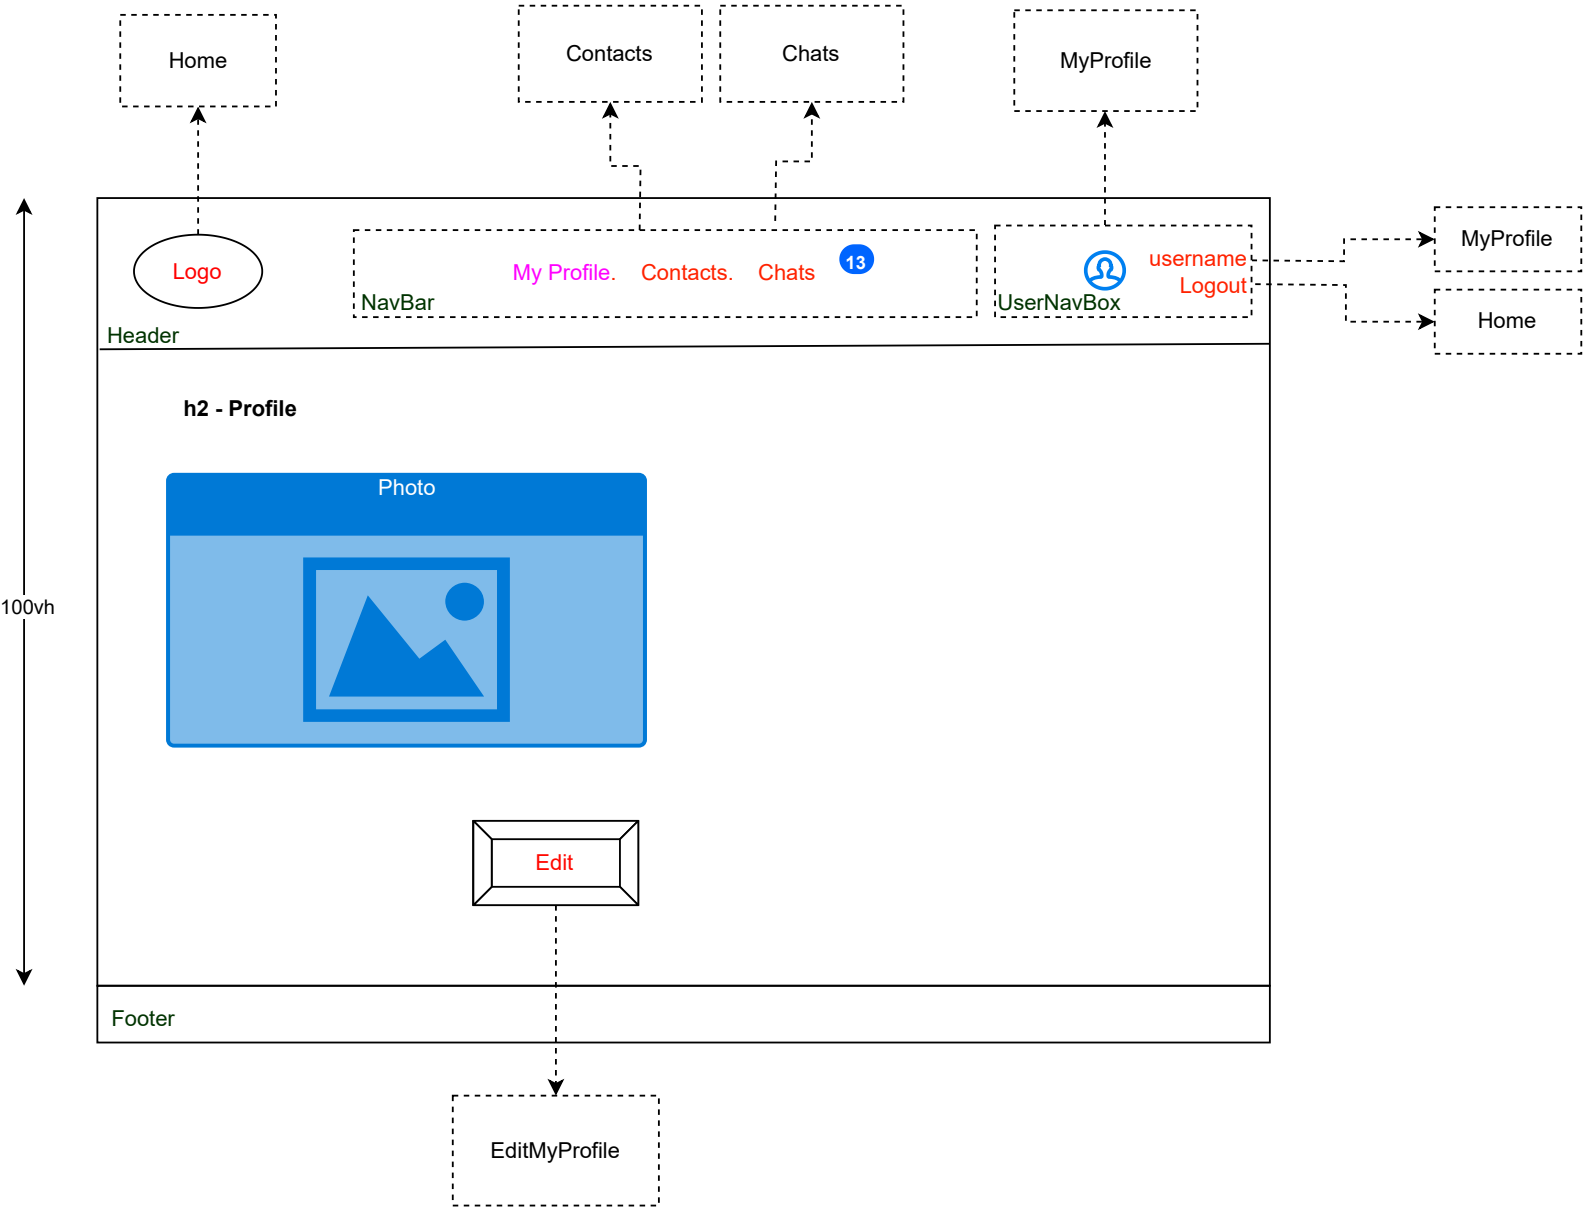 Home
Contacts
Chats
MyProfile
Logo
My Profile.
Contacts.
Chats
13
NavBar
username
Logout
UserNavBox
MyProfile
Home
Header
h2 - Profile
Photo
100vh
Edit
Footer
EditMyProfile